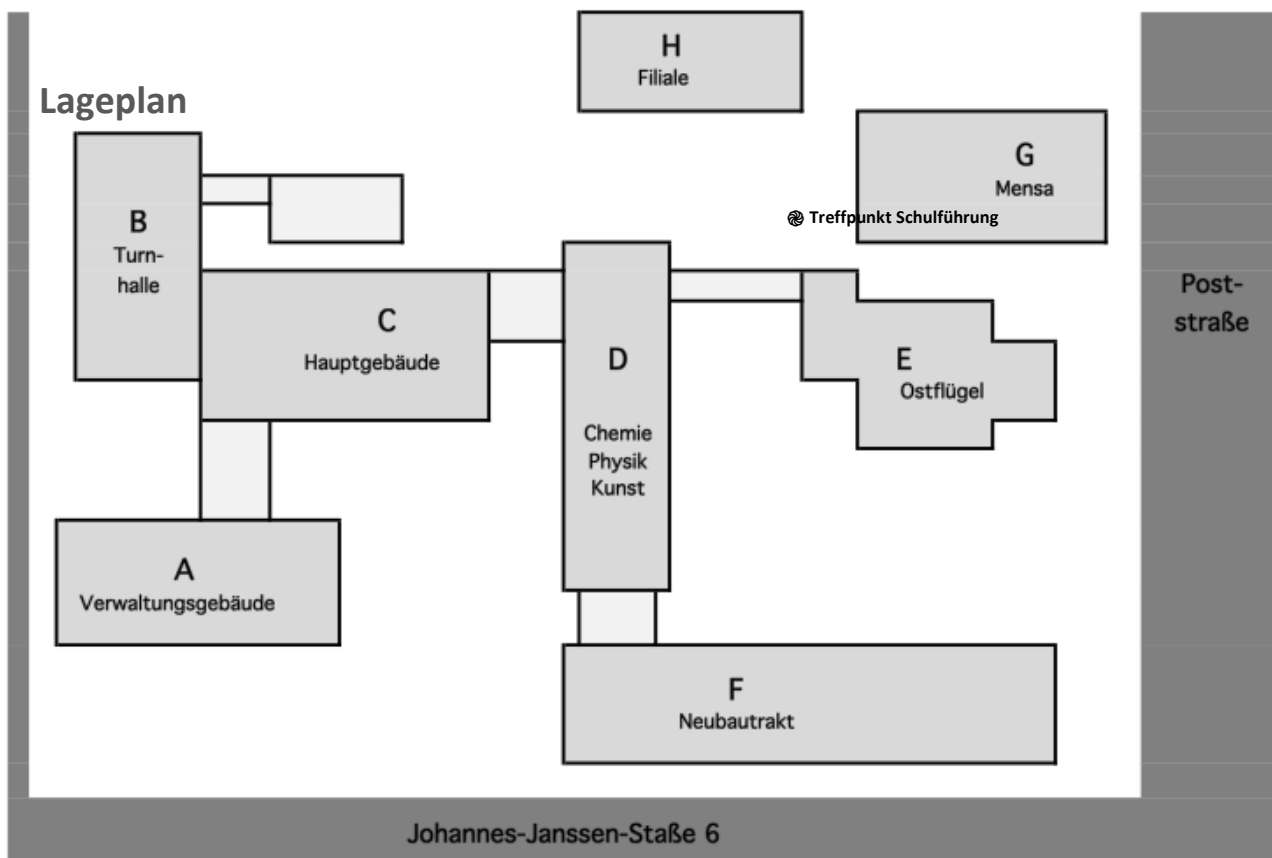 H
Filiale
Lageplan
G
Mensa
B
Turn-
halle
Treffpunkt Schulführung
Post-
straße
C
Hauptgebäude
D
Chemie
Physik
Kunst
E
Ostflügel
A
Verwaltungsgebäude
F
Neubautrakt
Johannes-Janssen-Staße 6